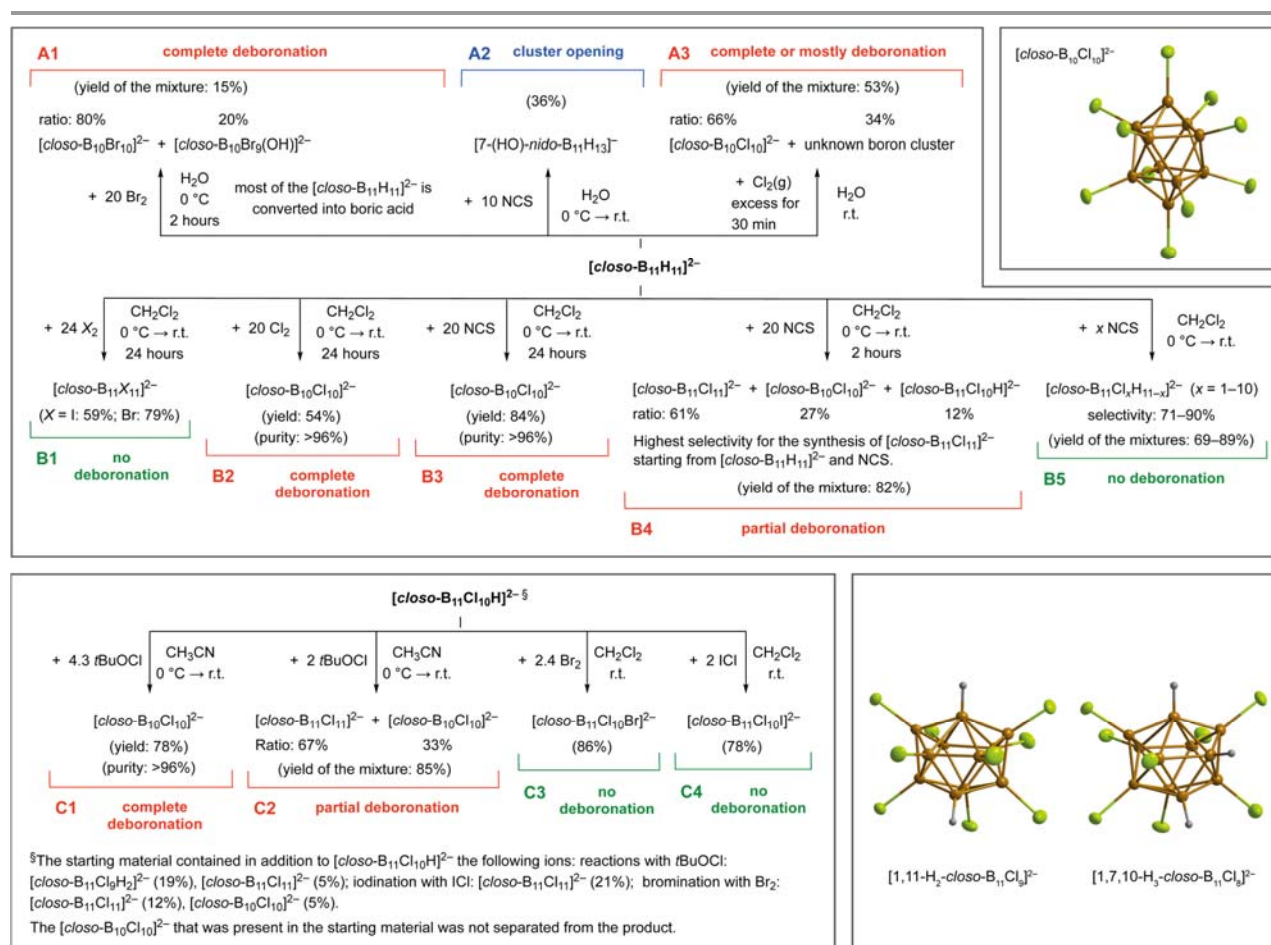 A1 complete deboronation
(yield of the mixture: 15%)
ratio: 80% 20%
[closo-B₁₀Br₁₀]²⁻ + [closo-B₁₀Br₉(OH)]²⁻
+ 20 Br₂
H₂O
0 °C
2 hours
most of the [closo-B₁₁H₁₁]²⁻ is
converted into boric acid
A2 cluster opening
(36%)
[7-(HO)-nido-B₁₁H₁₃]⁻
+ 10 NCS
H₂O
0 °C → r.t.
A3 complete or mostly deboronation
(yield of the mixture: 53%)
ratio: 66% 34%
[closo-B₁₀Cl₁₀]²⁻ + unknown boron cluster
+ Cl₂(g)
excess for
30 min
H₂O
r.t.
[closo-B₁₀Cl₁₀]²⁻
[closo-B₁₁H₁₁]²⁻
+ 24 X₂
CH₂Cl₂
0 °C → r.t.
24 hours
[closo-B₁₁X₁₁]²⁻
(X = I: 59%; Br: 79%)
B1 no
deboronation
+ 20 Cl₂
CH₂Cl₂
0 °C → r.t.
24 hours
[closo-B₁₀Cl₁₀]²⁻
(yield: 54%)
(purity: >96%)
B2 complete
deboronation
+ 20 NCS
CH₂Cl₂
0 °C → r.t.
24 hours
[closo-B₁₀Cl₁₀]²⁻
(yield: 84%)
(purity: >96%)
B3 complete
deboronation
+ 20 NCS
CH₂Cl₂
0 °C → r.t.
2 hours
[closo-B₁₁Cl₁₁]²⁻ + [closo-B₁₀Cl₁₀]²⁻ + [closo-B₁₁Cl₁₀H]²⁻
ratio: 61% 27% 12%
Highest selectivity for the synthesis of [closo-B₁₁Cl₁₁]²⁻
starting from [closo-B₁₁H₁₁]²⁻ and NCS.
(yield of the mixture: 82%)
B4 partial deboronation
+ x NCS
CH₂Cl₂
0 °C → r.t.
[closo-B₁₁ClₓH₁₁₋ₓ]²⁻ (x = 1–10)
selectivity: 71–90%
(yield of the mixtures: 69–89%)
B5 no deboronation
[closo-B₁₁Cl₁₀H]²⁻ §
+ 4.3 tBuOCl
CH₃CN
0 °C → r.t.
[closo-B₁₀Cl₁₀]²⁻
(yield: 78%)
(purity: >96%)
C1 complete
deboronation
+ 2 tBuOCl
CH₃CN
0 °C → r.t.
[closo-B₁₁Cl₁₁]²⁻ + [closo-B₁₀Cl₁₀]²⁻
Ratio: 67% 33%
(yield of the mixture: 85%)
C2 partial deboronation
+ 2.4 Br₂
CH₂Cl₂
r.t.
[closo-B₁₁Cl₁₀Br]²⁻
(86%)
C3 no
deboronation
+ 2 ICl
CH₂Cl₂
r.t.
[closo-B₁₁Cl₁₀I]²⁻
(78%)
C4 no
deboronation
§The starting material contained in addition to [closo-B₁₁Cl₁₀H]²⁻ the following ions: reactions with tBuOCl:
[closo-B₁₁Cl₉H₂]²⁻ (19%), [closo-B₁₁Cl₁₁]²⁻ (5%); iodination with ICl: [closo-B₁₁Cl₁₁]²⁻ (21%); bromination with Br₂:
[closo-B₁₁Cl₁₁]²⁻ (12%), [closo-B₁₀Cl₁₀]²⁻ (5%).
The [closo-B₁₀Cl₁₀]²⁻ that was present in the starting material was not separated from the product.
[1,11-H₂-closo-B₁₁Cl₉]²⁻ [1,7,10-H₃-closo-B₁₁Cl₈]²⁻